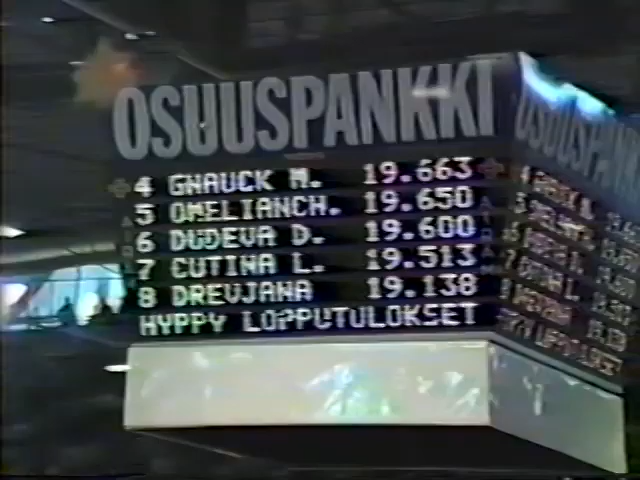 OSUUSPANKKI
4 GNAUCK M. 19.663
5 OMELIANCH. 19.650
6 DUDEVA D. 19.600
7 CUTINA L. 19.513
8 DREVJANA 19.138
HYPPY LOPPUTULOKSET
OSUUSPANK